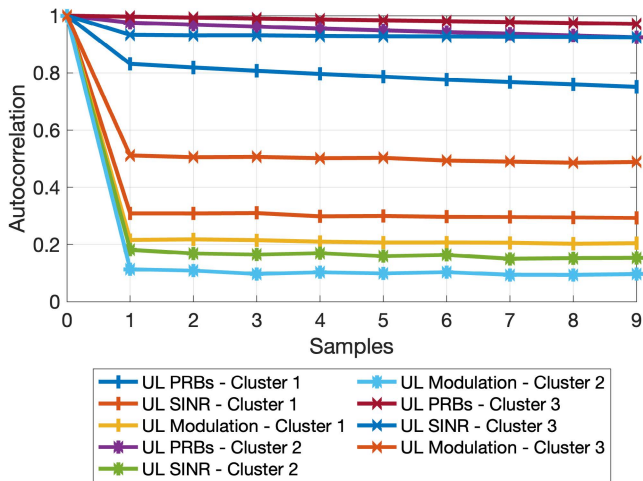 1
0.8
0.6
0.4
0.2
0
Autocorrelation
0 1 2 3 4 5 6 7 8 9
Samples
UL PRBs - Cluster 1
UL SINR - Cluster 1
UL Modulation - Cluster 1
UL PRBs - Cluster 2
UL SINR - Cluster 2
UL Modulation - Cluster 2
UL PRBs - Cluster 3
UL SINR - Cluster 3
UL Modulation - Cluster 3